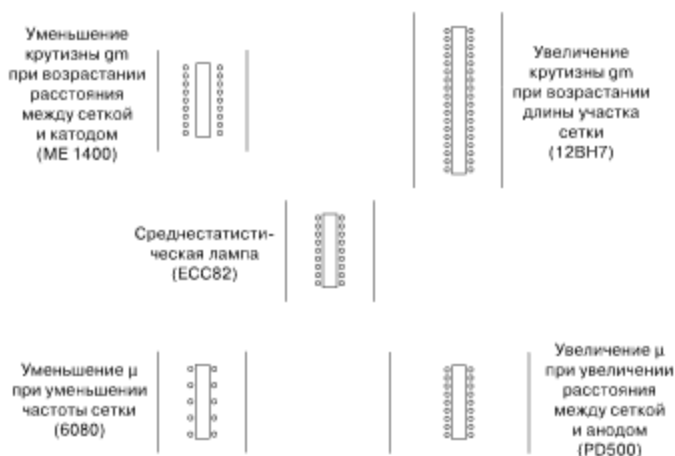 Уменьшение
крутизны gm
при возрастании
расстояния
между сеткой
и катодом
(ME 1400)
Увеличение
крутизны gm
при возрастании
длины участка
сетки
(12BH7)
Среднестатисти-
ческая лампа
(ECC82)
Уменьшение μ
при уменьшении
частоты сетки
(6080)
Увеличение μ
при увеличении
расстояния
между сеткой
и анодом
(PD500)